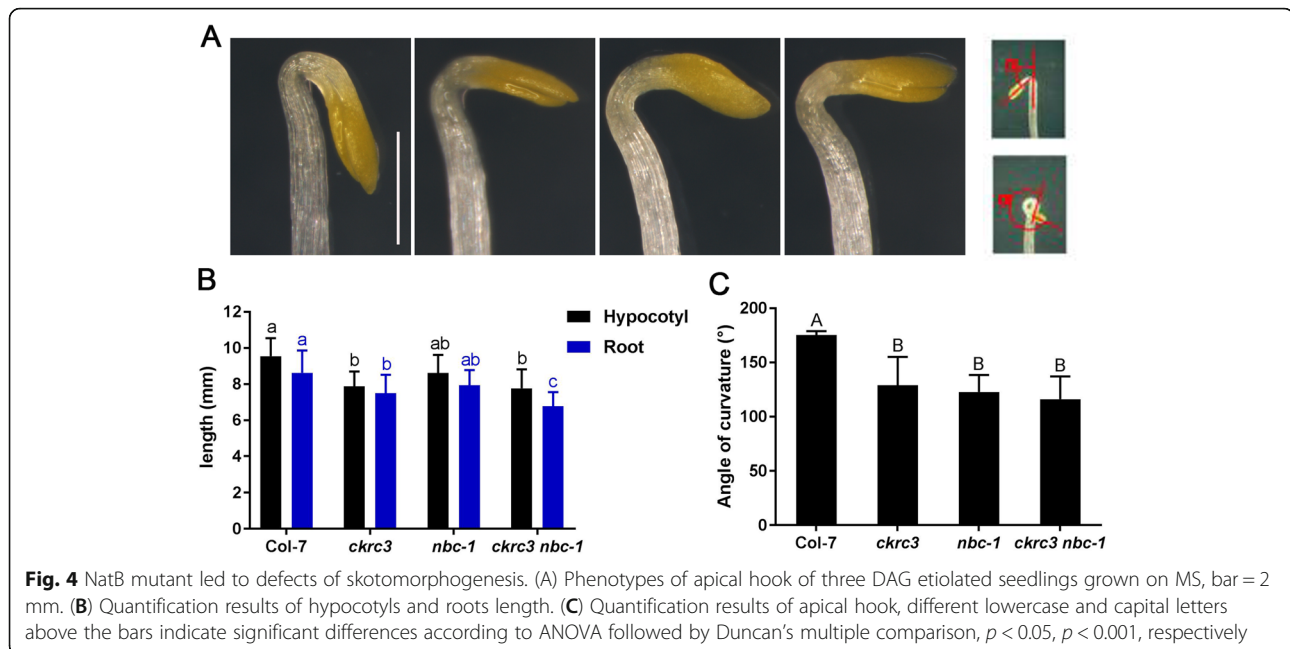 A
B
12
10
8
6
4
2
0
length (mm)
a
a
b
b
ab
ab
b
c
Hypocotyl
Root
Col-7
ckrc3
nbc-1
ckrc3 nbc-1
C
200
150
100
50
0
Angle of curvature (°)
A
B
B
B
Col-7
ckrc3
nbc-1
ckrc3 nbc-1
Fig. 4 NatB mutant led to defects of skotomorphogenesis. (A) Phenotypes of apical hook of three DAG etiolated seedlings grown on MS, bar = 2
mm. (B) Quantification results of hypocotyls and roots length. (C) Quantification results of apical hook, different lowercase and capital letters
above the bars indicate significant differences according to ANOVA followed by Duncan's multiple comparison, p < 0.05, p < 0.001, respectively